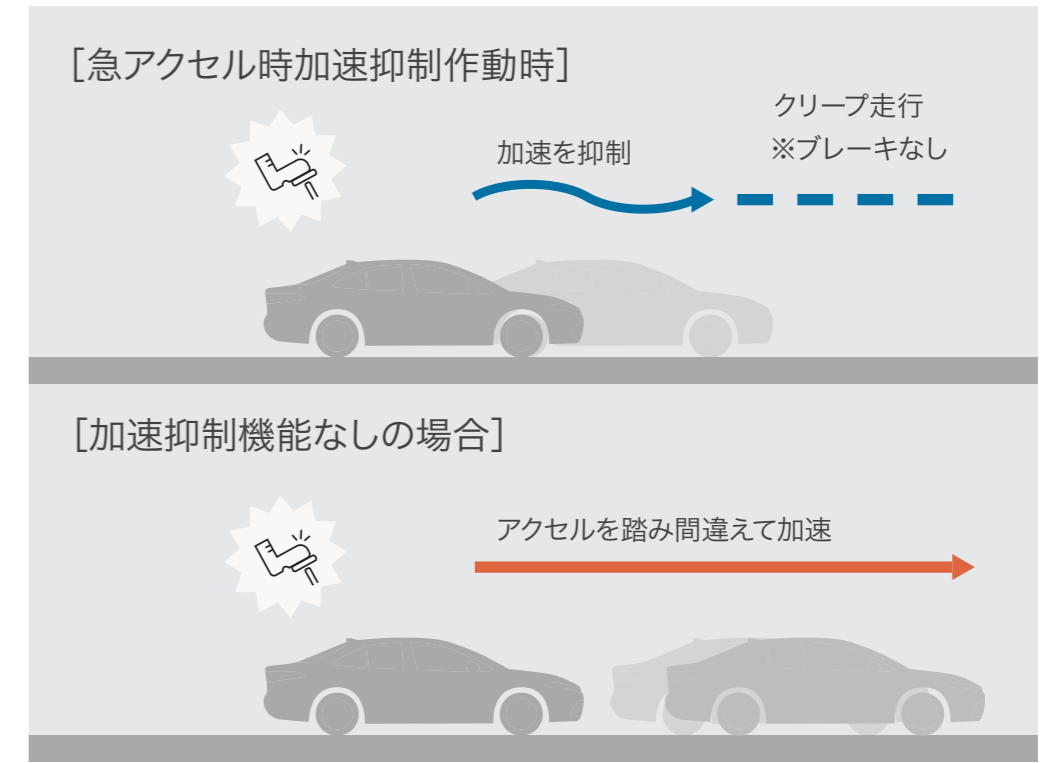 ［急アクセル時加速抑制作動時］
加速を抑制
クリープ走行
※ブレーキなし
［加速抑制機能なしの場合］
アクセルを踏み間違えて加速